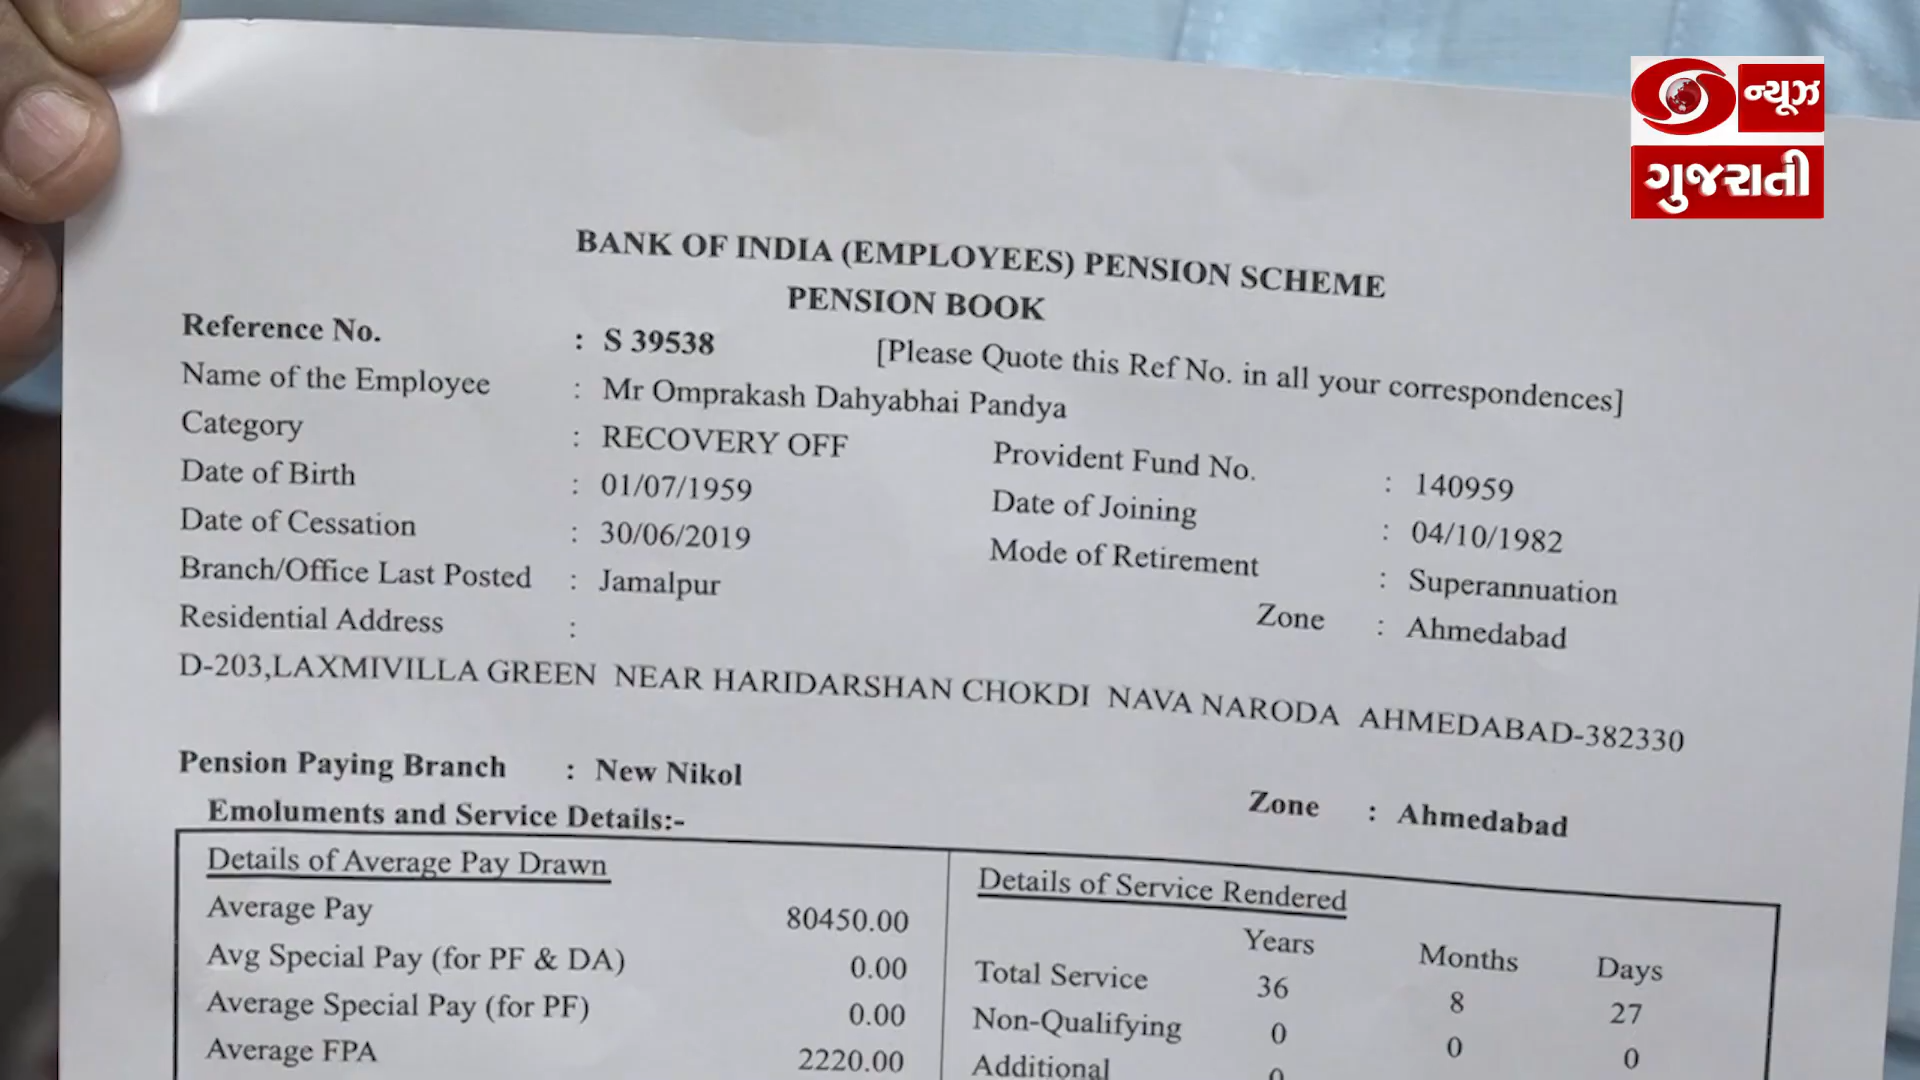 ન્યૂઝ
ગુજરાતી
BANK OF INDIA (EMPLOYEES) PENSION SCHEME
PENSION BOOK
Reference No. : S 39538 [Please Quote this Ref No. in all your correspondences]
Name of the Employee : Mr Omprakash Dahyabhai Pandya
Category : RECOVERY OFF Provident Fund No. : 140959
Date of Birth : 01/07/1959 Date of Joining : 04/10/1982
Date of Cessation : 30/06/2019 Mode of Retirement : Superannuation
Branch/Office Last Posted : Jamalpur Zone : Ahmedabad
Residential Address :
D-203,LAXMIVILLA GREEN NEAR HARIDARSHAN CHOKDI NAVA NARODA AHMEDABAD-382330
Pension Paying Branch : New Nikol Zone : Ahmedabad
Emoluments and Service Details:-
Details of Average Pay Drawn Details of Service Rendered
Average Pay 80450.00 Years Months Days
Avg Special Pay (for PF & DA) 0.00 Total Service 36 8 27
Average Special Pay (for PF) 0.00 Non-Qualifying 0 0 0
Average FPA 2220.00 Additional 0